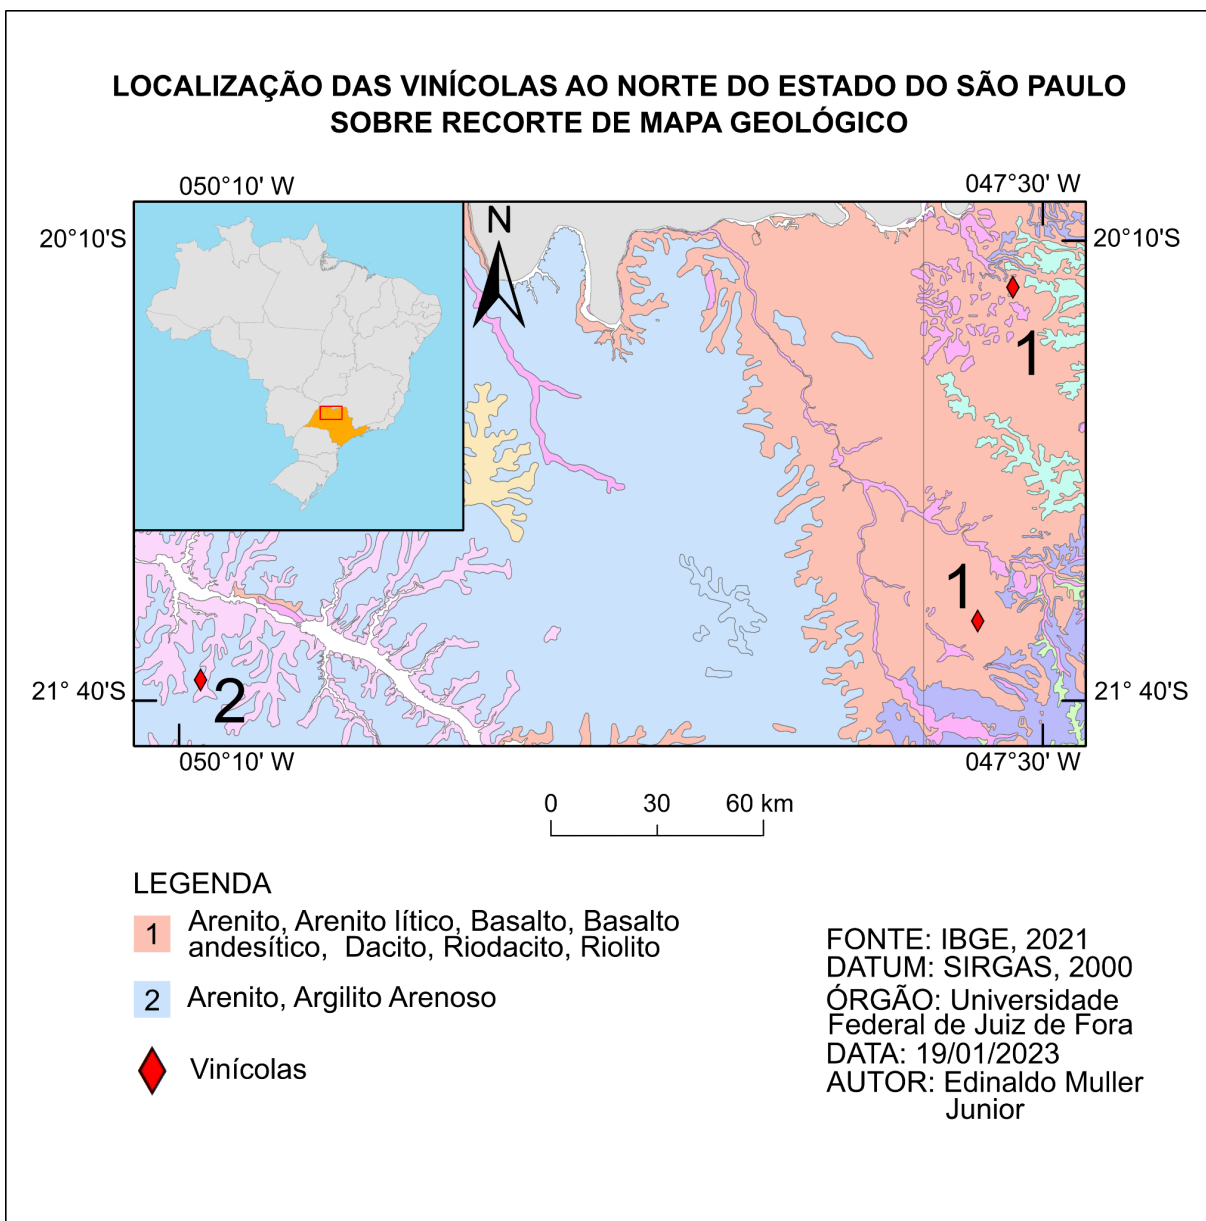 LOCALIZAÇÃO DAS VINÍCOLAS AO NORTE DO ESTADO DO SÃO PAULO
SOBRE RECORTE DE MAPA GEOLÓGICO
050°10' W
047°30' W
20°10'S
N
20°10'S
1
1
21° 40'S
2
21° 40'S
050°10' W
047°30' W
0 30 60 km
LEGENDA
1 Arenito, Arenito lítico, Basalto, Basalto
andesítico, Dacito, Riodacito, Riolito
2 Arenito, Argilito Arenoso
Vinícolas
FONTE: IBGE, 2021
DATUM: SIRGAS, 2000
ÓRGÃO: Universidade
Federal de Juiz de Fora
DATA: 19/01/2023
AUTOR: Edinaldo Muller
Junior